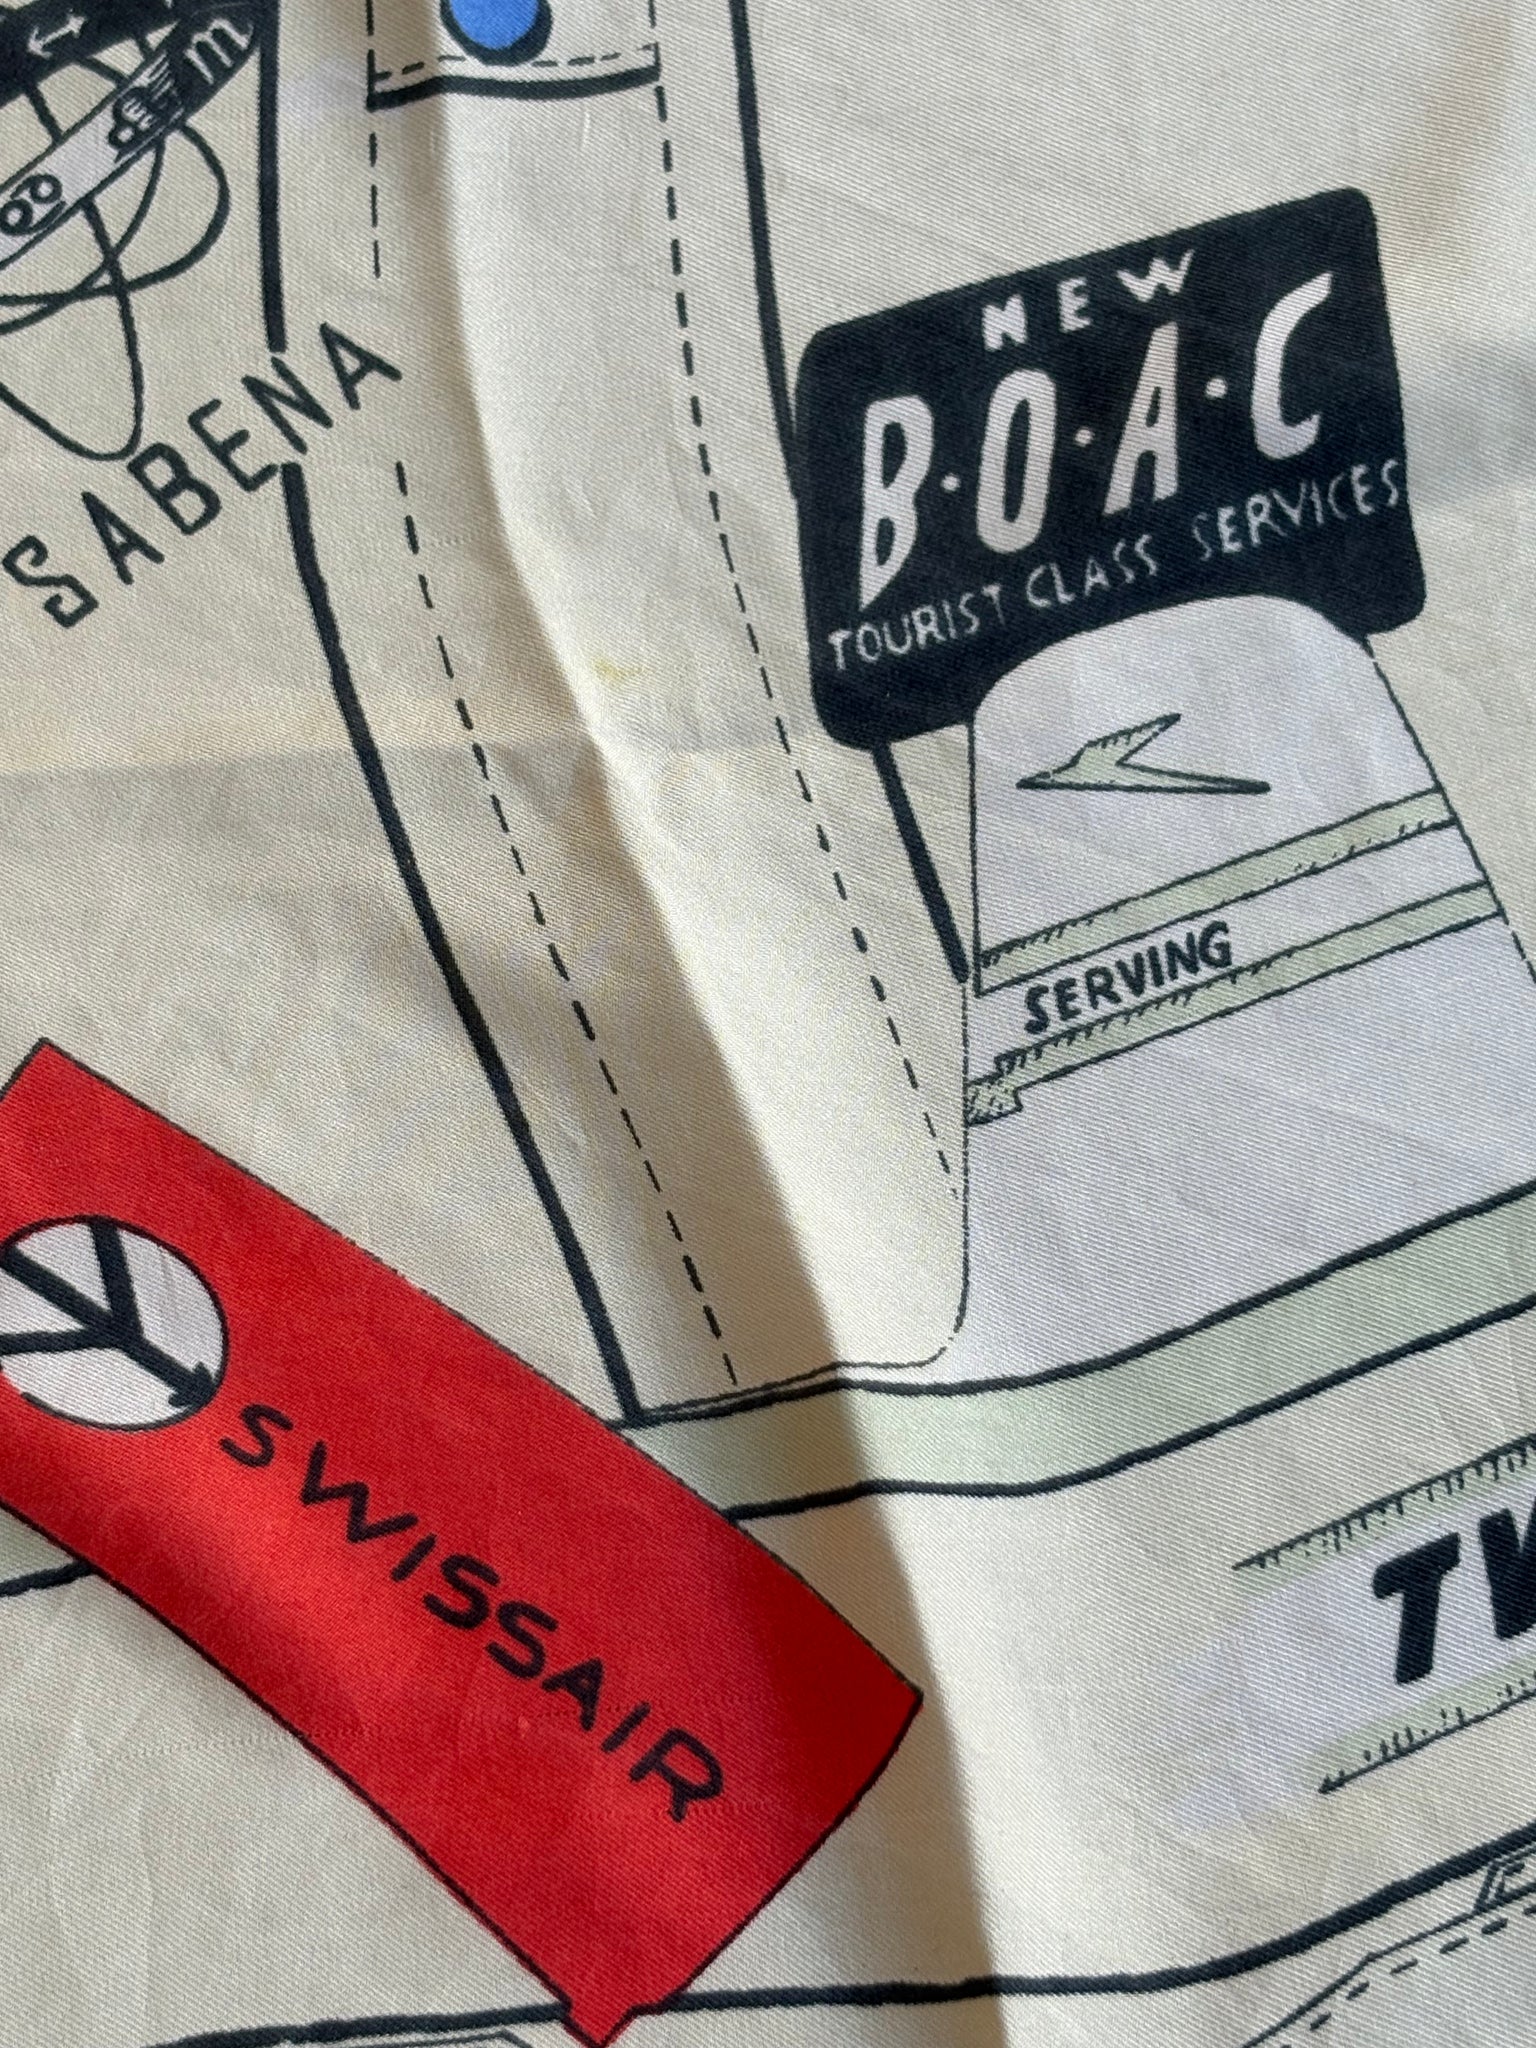 m
SABENA
NEW
B·O·A·C
TOURIST CLASS SERVICES
SERVING
SWISSAIR